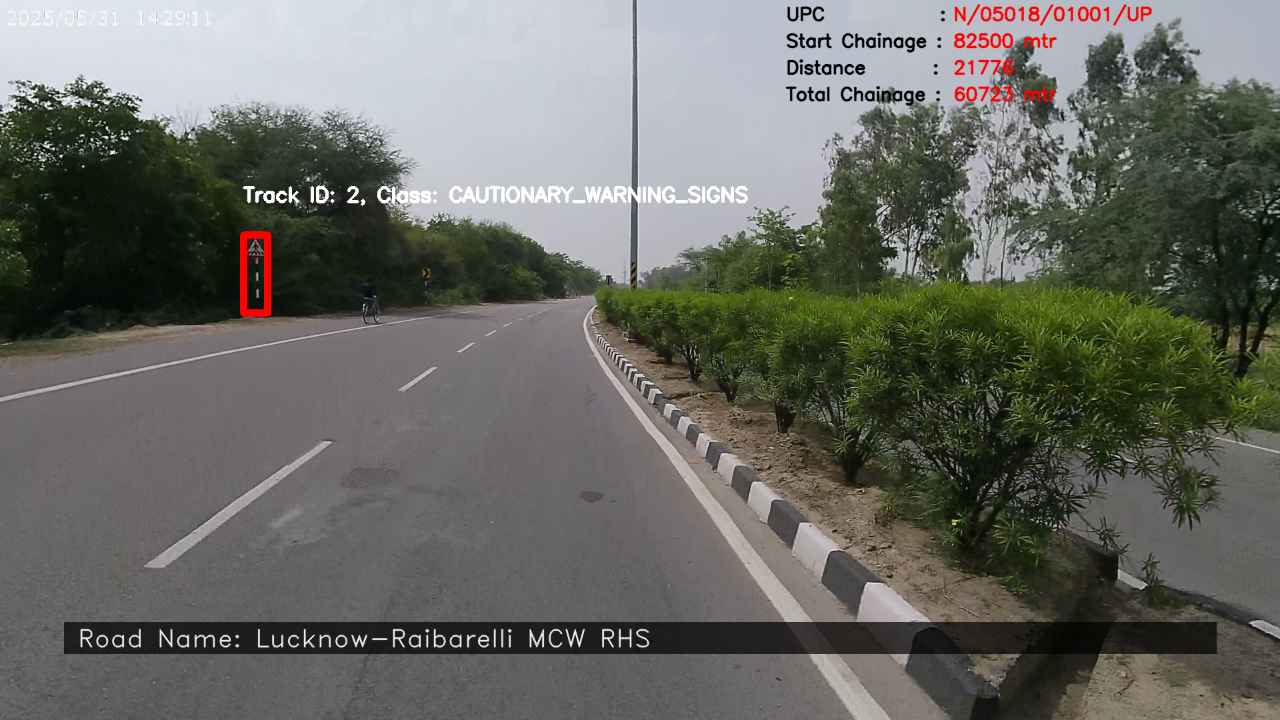 2025/05/31 14:29:11
UPC : N/05018/01001/UP
Start Chainage : 82500 mtr
Distance : 21776
Total Chainage : 60723 mtr
Track ID: 2, Class: CAUTIONARY_WARNING_SIGNS
Road Name: Lucknow-Raibarelli MCW RHS